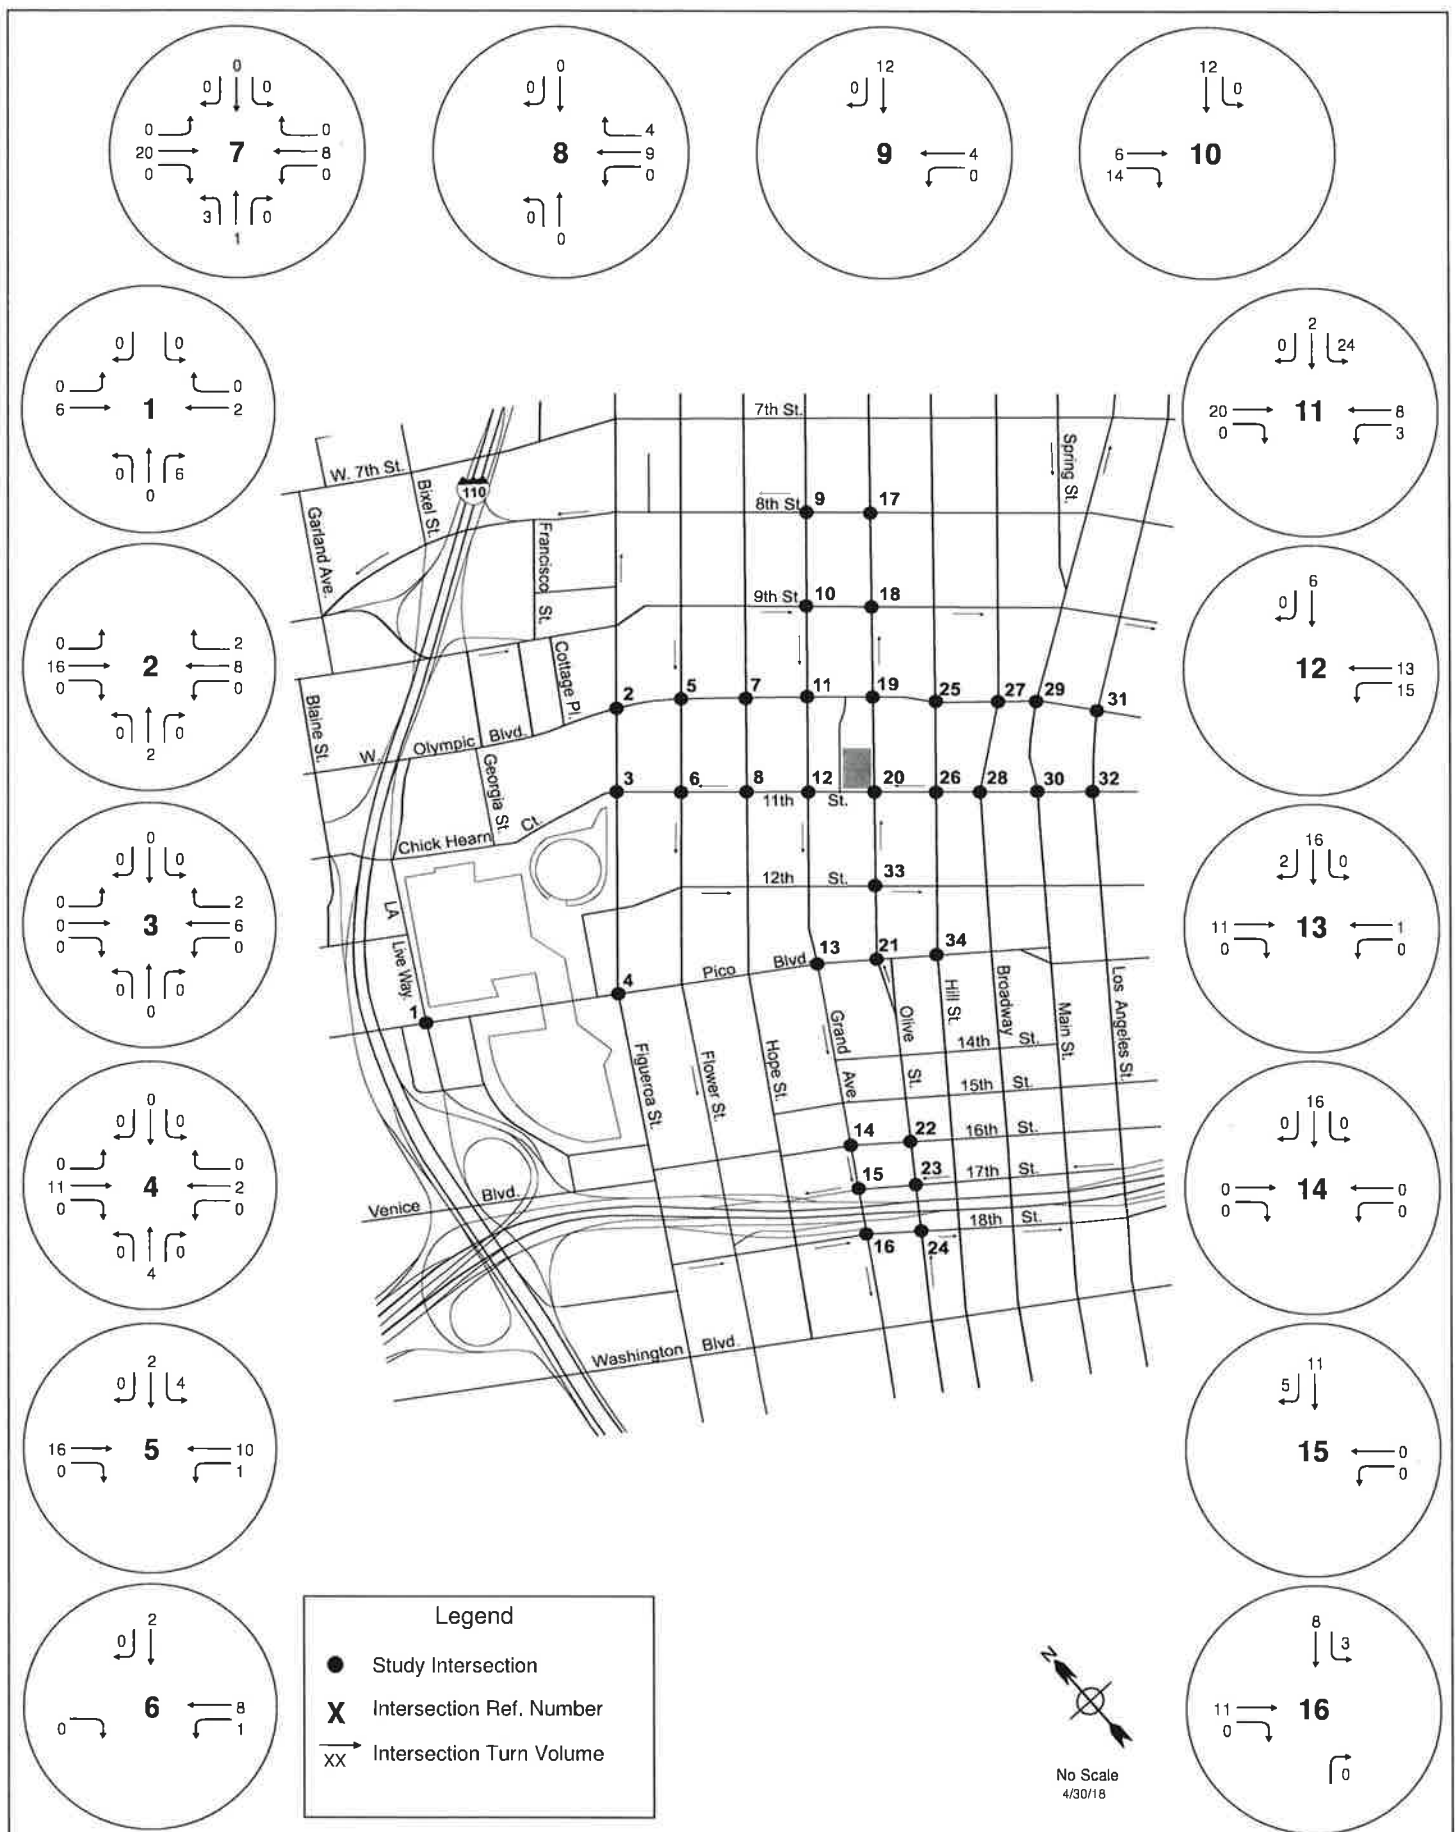 0
0 0
0 0
20 7 8
0 0
3 0
1
0
0
4
8 9
0
0
0
12
0
9 4
0
12
0
6 10
14
0 0
0 0
6 1 2
0 6
0
0 2
16 2 8
0 0
0 0
2
0
0 0
0 2
0 3 6
0 0
0 0
0
0
0 0
0 0
11 4 2
0 0
0 0
4
2
0 4
16 5 10
0 1
2
0
6 8
0 1
2
0 24
20 11 8
0 3
6
0
12 13
15
16
2 0
11 13 1
0 0
16
0 0
0 14 0
0 0
11
5
15 0
0
8
3
11 16
0
0
7th St.
W. 7th St.
110
Bixel St.
Garland Ave.
Francisco St.
Spring St.
8th St.
9 17
9th St.
10 18
Cottage Pl.
Blaine St.
W. Olympic Blvd.
Georgia St.
2 5 7 11 19 25 27 29 31
3 6 8 12 20 26 28 30 32
11th St.
Chick Hearn Ct.
12th St.
33
LA Live Way.
1 4 13 21 34
Pico Blvd.
Figueroa St.
Flower St.
Hope St.
Grand Ave.
Olive St.
Hill St.
Broadway
Main St.
Los Angeles St.
14th St.
15th St.
14 22
16th St.
15 23
17th St.
Venice Blvd.
16 24
18th St.
Washington Blvd.
Legend
Study Intersection
X Intersection Ref. Number
XX Intersection Turn Volume
N
No Scale
4/30/18